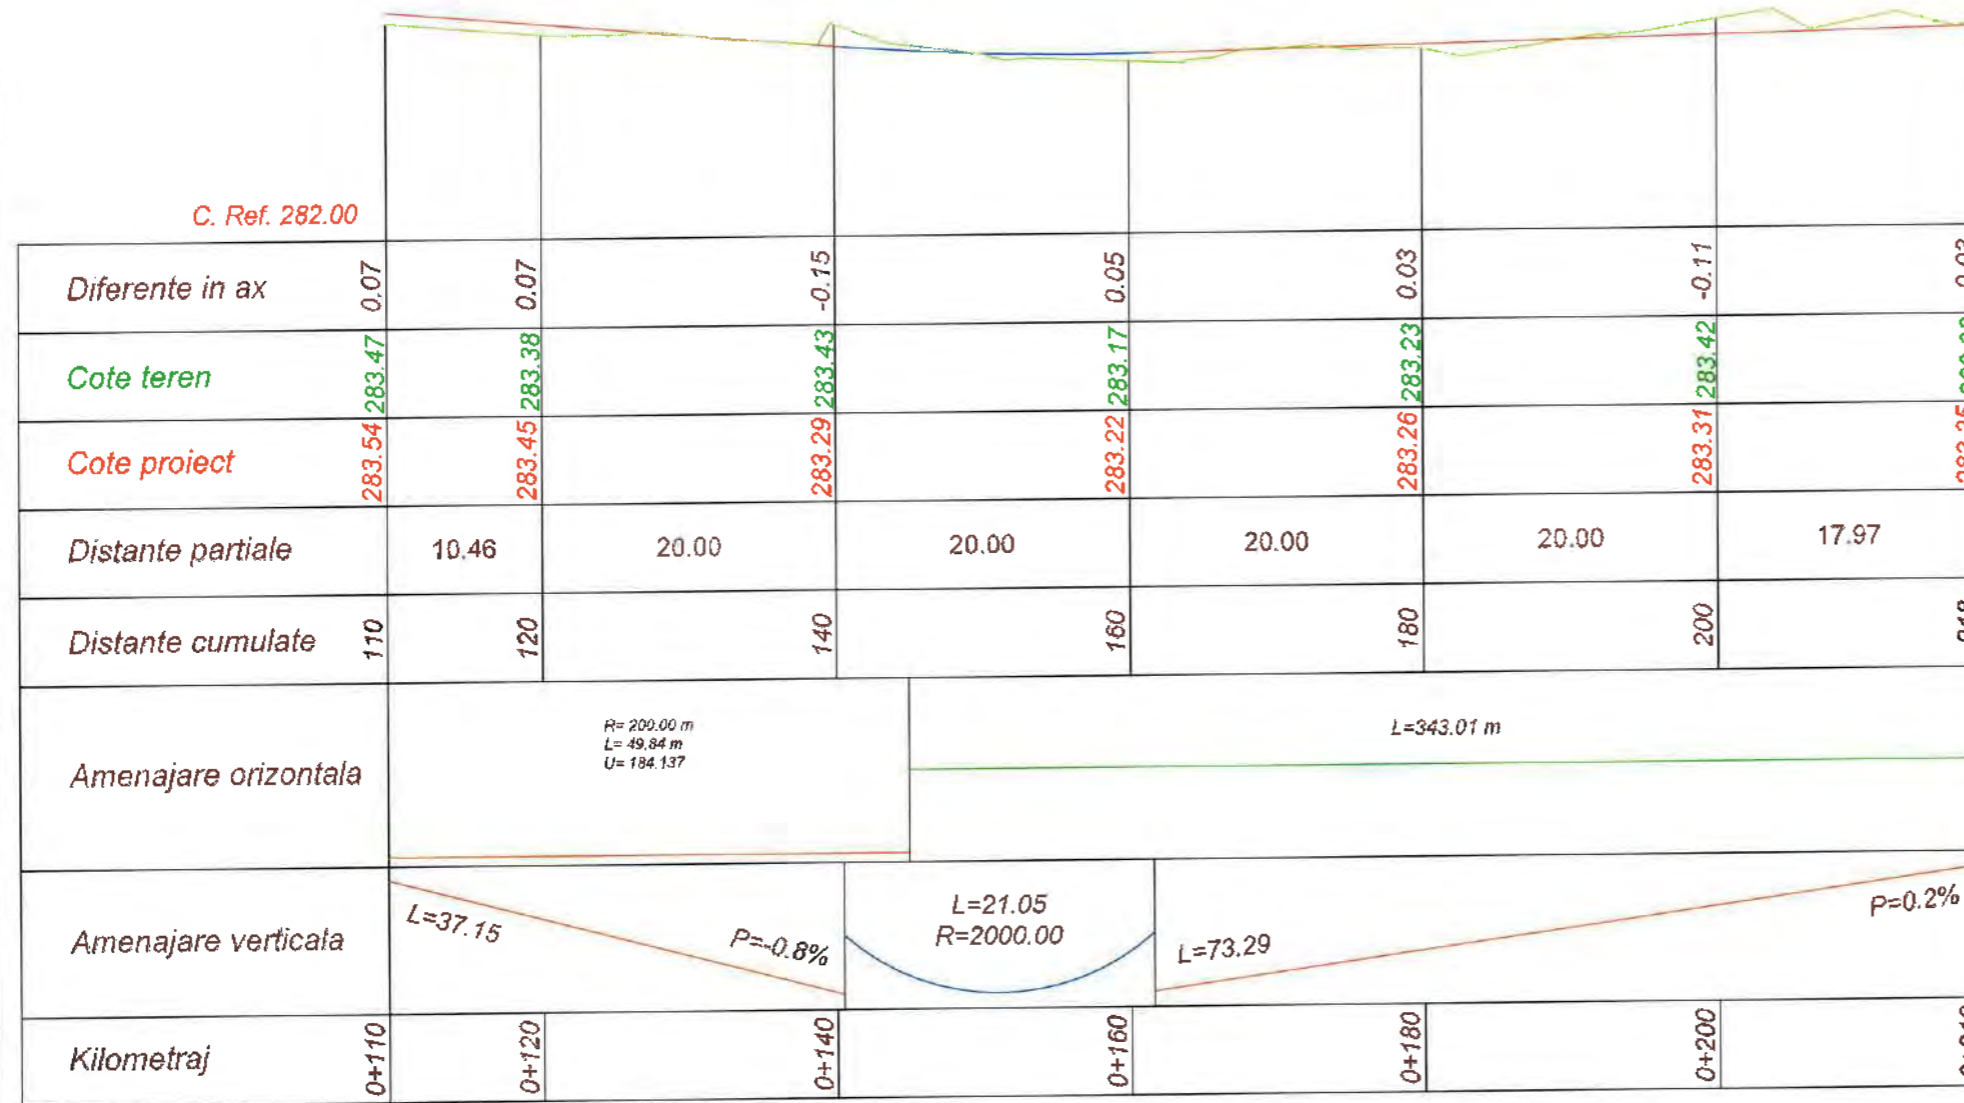 C. Ref. 282.00
Diferente in ax 0.07 0.07 -0.15 0.05 0.03 -0.11
Cote teren 283.47 283.38 283.43 283.17 283.23 283.42
Cote proiect 283.54 283.45 283.29 283.22 283.26 283.31
Distante partiale 10.46 20.00 20.00 20.00 20.00 17.97
Distante cumulate 110 120 140 160 180 200
Amenajare orizontala
R= 200.00 m
L= 49.84 m
U= 184.137
L=343.01 m
Amenajare verticala
L=37.15
P=-0.8%
L=21.05
R=2000.00
L=73.29
P=0.2%
Kilometraj 0+110 0+120 0+140 0+160 0+180 0+200